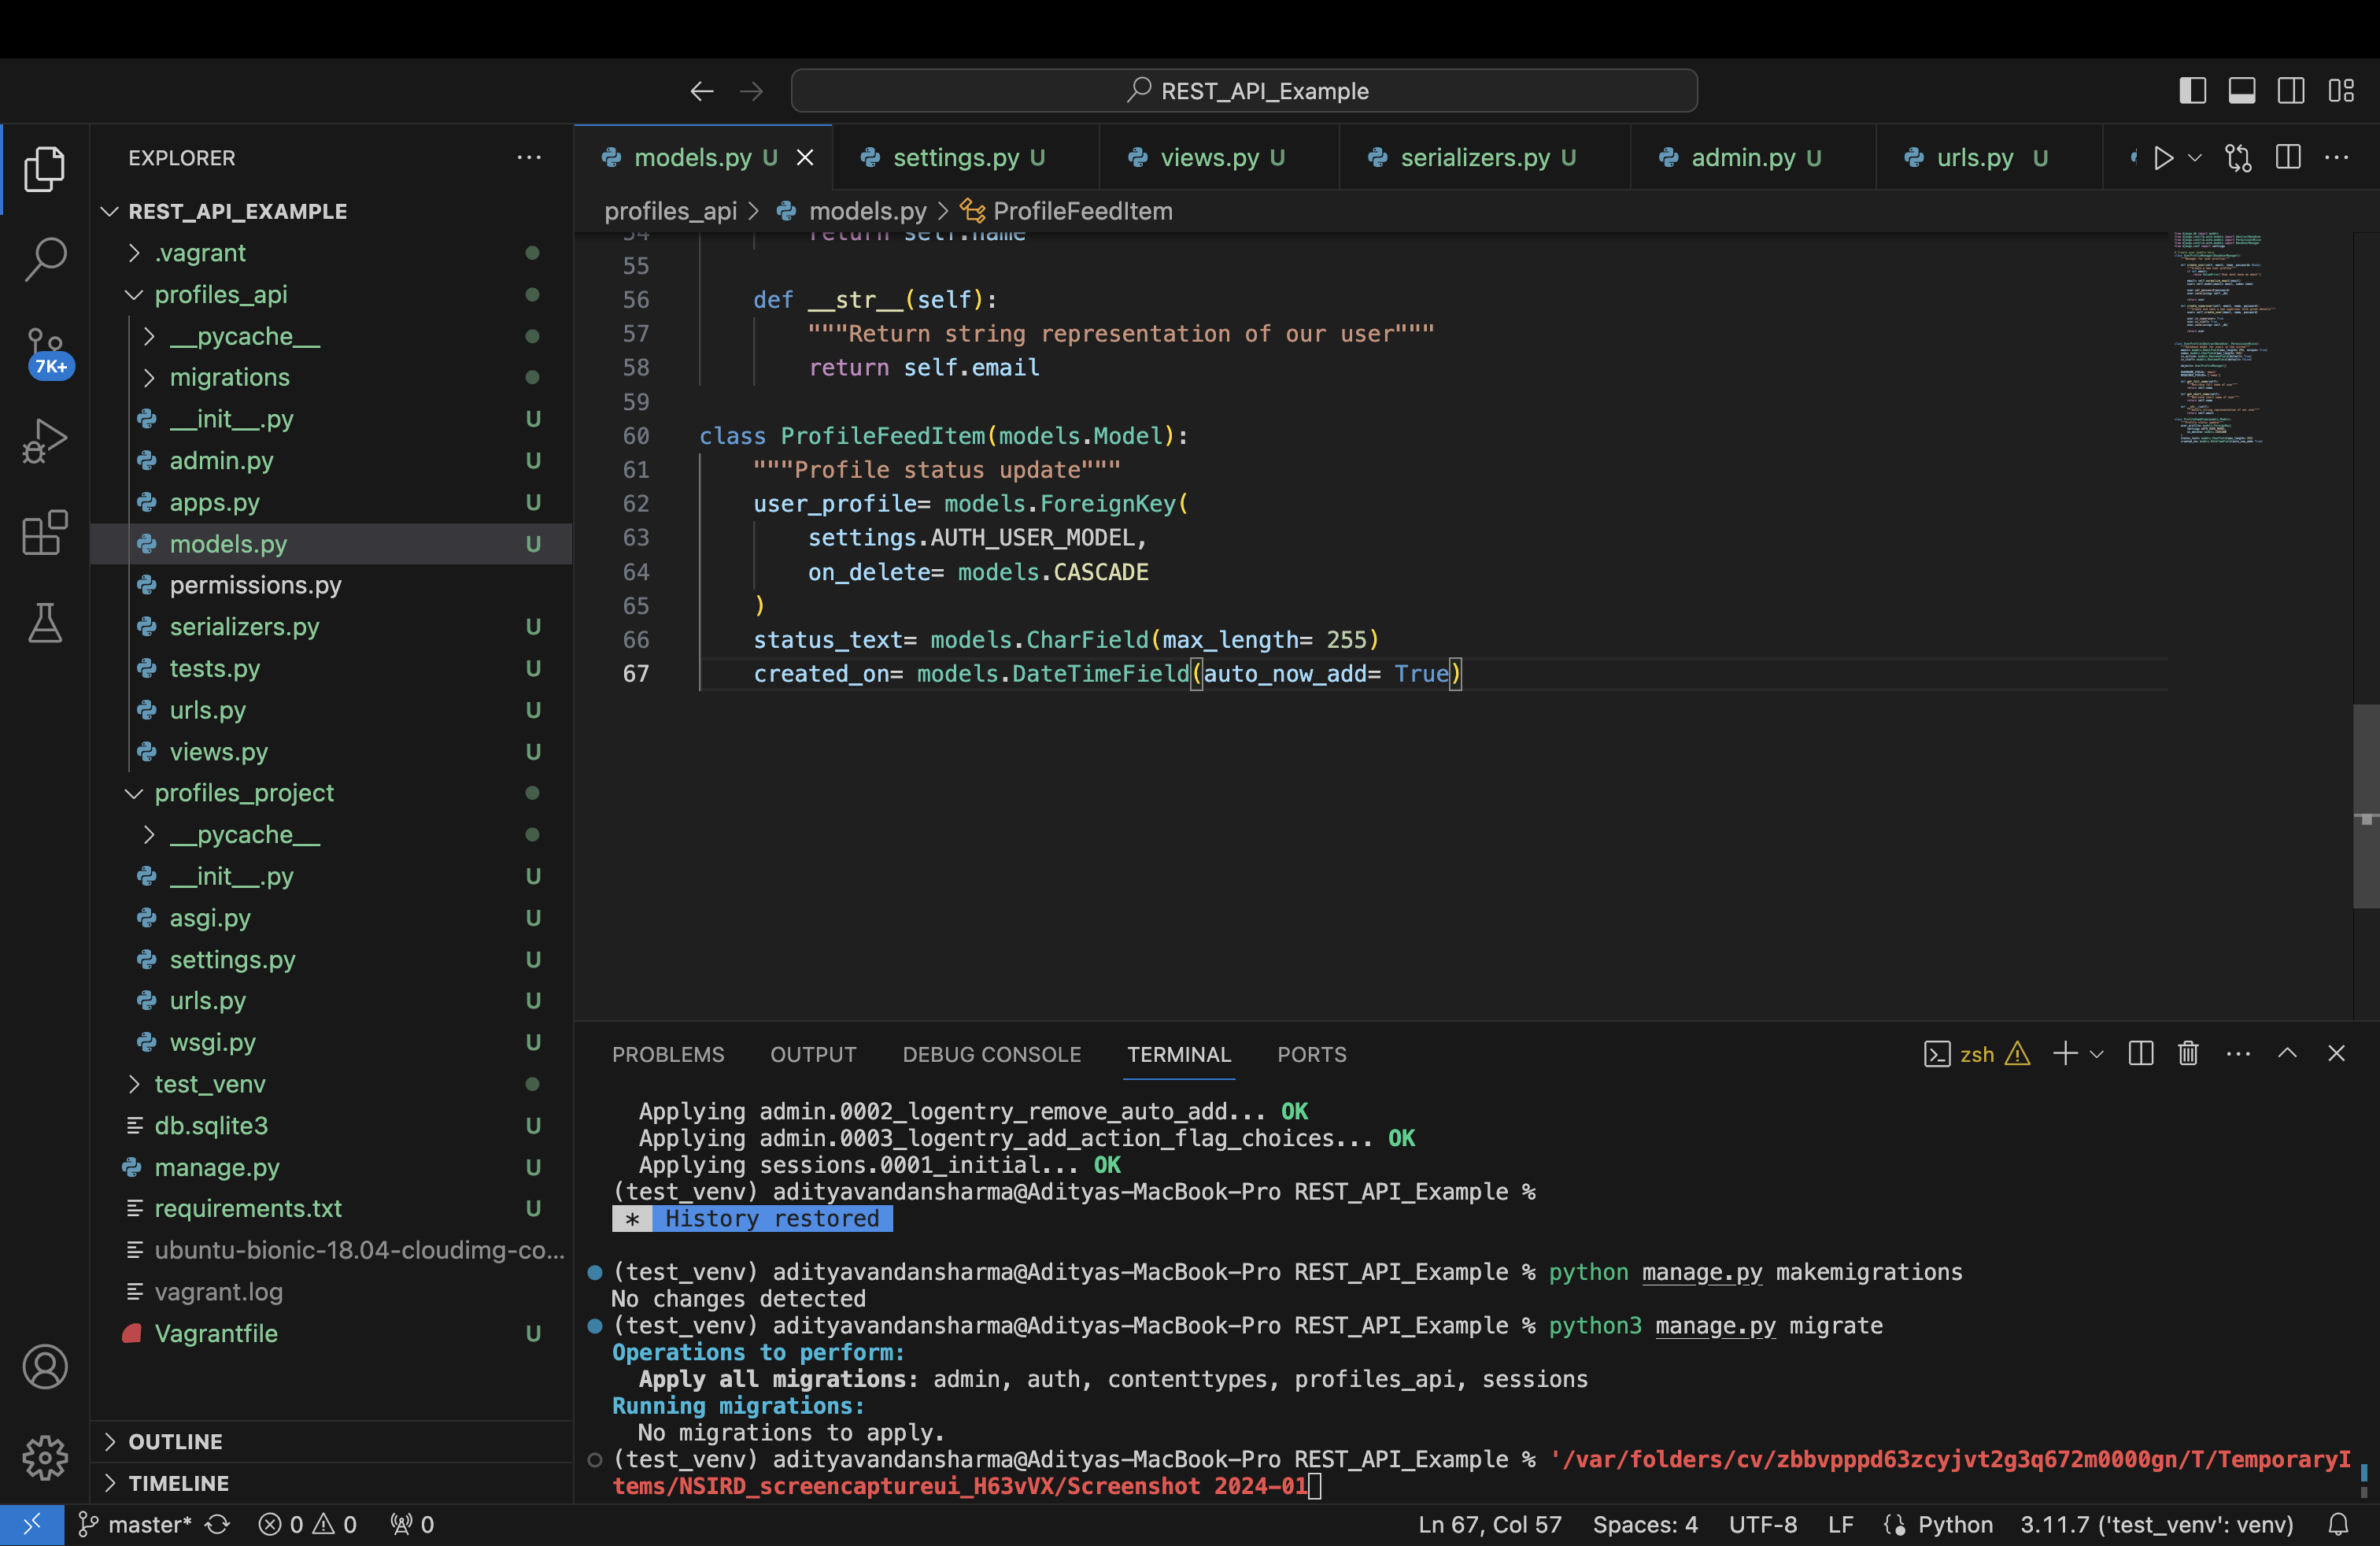 REST_API_Example
EXPLORER
REST_API_EXAMPLE
.vagrant
profiles_api
__pycache__
migrations
__init__.py U
admin.py U
apps.py U
models.py U
permissions.py
serializers.py U
tests.py U
urls.py U
views.py U
profiles_project
__pycache__
__init__.py U
asgi.py U
settings.py U
urls.py U
wsgi.py U
test_venv
db.sqlite3 U
manage.py U
requirements.txt U
ubuntu-bionic-18.04-cloudimg-co...
vagrant.log
Vagrantfile U
OUTLINE
TIMELINE
7K+
models.py U settings.py U views.py U serializers.py U admin.py U urls.py U
profiles_api > models.py > ProfileFeedItem
54 return self.name
55
56 def __str__(self):
57 """Return string representation of our user"""
58 return self.email
59
60 class ProfileFeedItem(models.Model):
61 """Profile status update"""
62 user_profile= models.ForeignKey(
63 settings.AUTH_USER_MODEL,
64 on_delete= models.CASCADE
65 )
66 status_text= models.CharField(max_length= 255)
67 created_on= models.DateTimeField(auto_now_add= True)
PROBLEMS OUTPUT DEBUG CONSOLE TERMINAL PORTS
zsh
Applying admin.0002_logentry_remove_auto_add... OK
Applying admin.0003_logentry_add_action_flag_choices... OK
Applying sessions.0001_initial... OK
(test_venv) adityavandansharma@Adityas-MacBook-Pro REST_API_Example %
* History restored
(test_venv) adityavandansharma@Adityas-MacBook-Pro REST_API_Example % python manage.py makemigrations
No changes detected
(test_venv) adityavandansharma@Adityas-MacBook-Pro REST_API_Example % python3 manage.py migrate
Operations to perform:
Apply all migrations: admin, auth, contenttypes, profiles_api, sessions
Running migrations:
No migrations to apply.
(test_venv) adityavandansharma@Adityas-MacBook-Pro REST_API_Example % '/var/folders/cv/zbbvpppd63zcyjvt2g3q672m0000gn/T/TemporaryI
tems/NSIRD_screencaptureui_H63vVX/Screenshot 2024-01
master* 0 0 0 Ln 67, Col 57 Spaces: 4 UTF-8 LF Python 3.11.7 ('test_venv': venv)